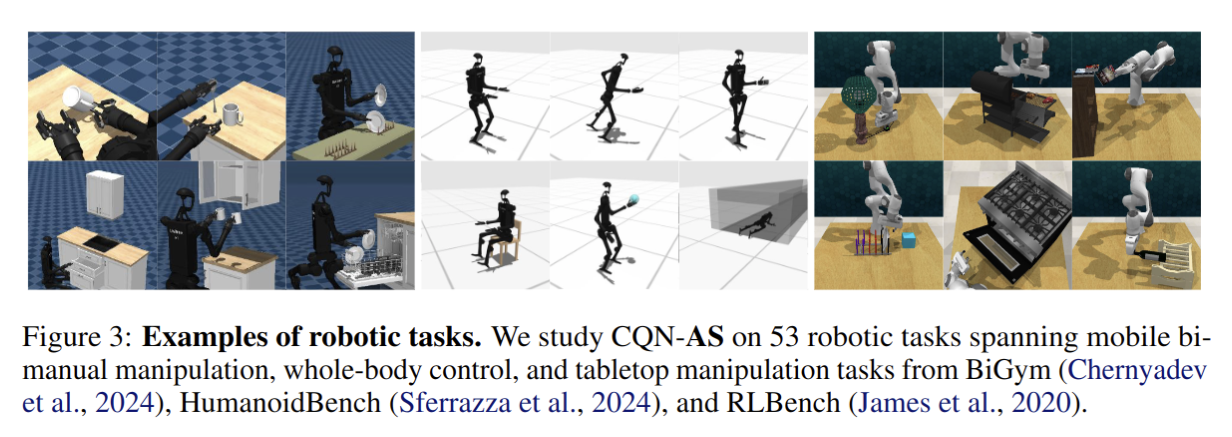 Figure 3: Examples of robotic tasks. We study CQN-AS on 53 robotic tasks spanning mobile bi-
manual manipulation, whole-body control, and tabletop manipulation tasks from BiGym (Chernyadev
et al., 2024), HumanoidBench (Sferrazza et al., 2024), and RLBench (James et al., 2020).